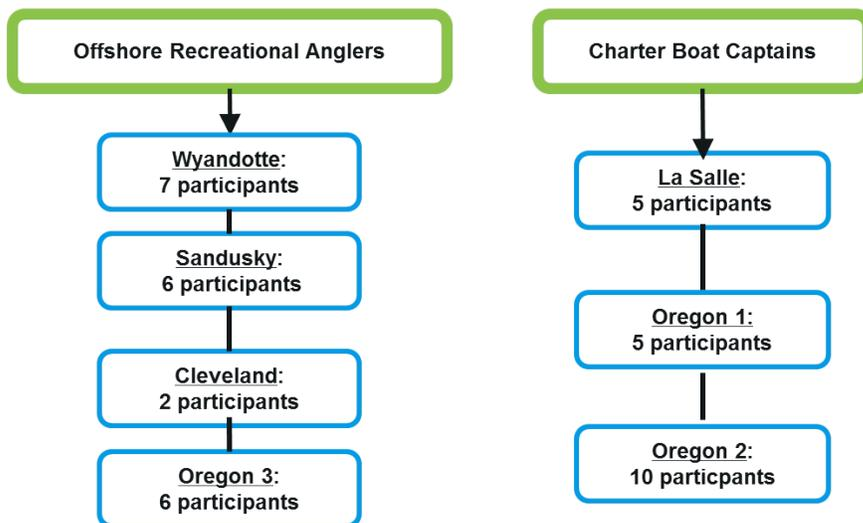 Offshore Recreational Anglers
Wyandotte:
7 participants
Sandusky:
6 participants
Cleveland:
2 participants
Oregon 3:
6 participants
Charter Boat Captains
La Salle:
5 participants
Oregon 1:
5 participants
Oregon 2:
10 particpants